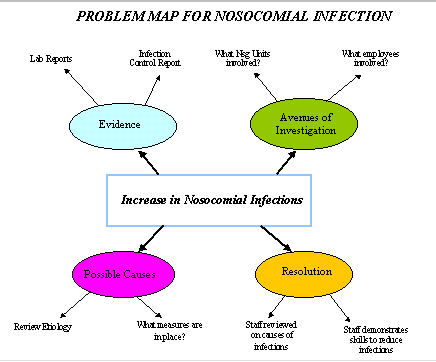 PROBLEM MAP FOR NOSOCOMIAL INFECTION
Lab Reports
Infection
Control Report
What Nsg Units
involved?
What employees
involved?
Evidence
Avenues of
Investigation
Increase in Nosocomial Infections
Possible Causes
Resolution
Review Etiology
What measures are
in place?
Staff reviewed
on causes of
infections
Staff demonstrates
skills to reduce
infections